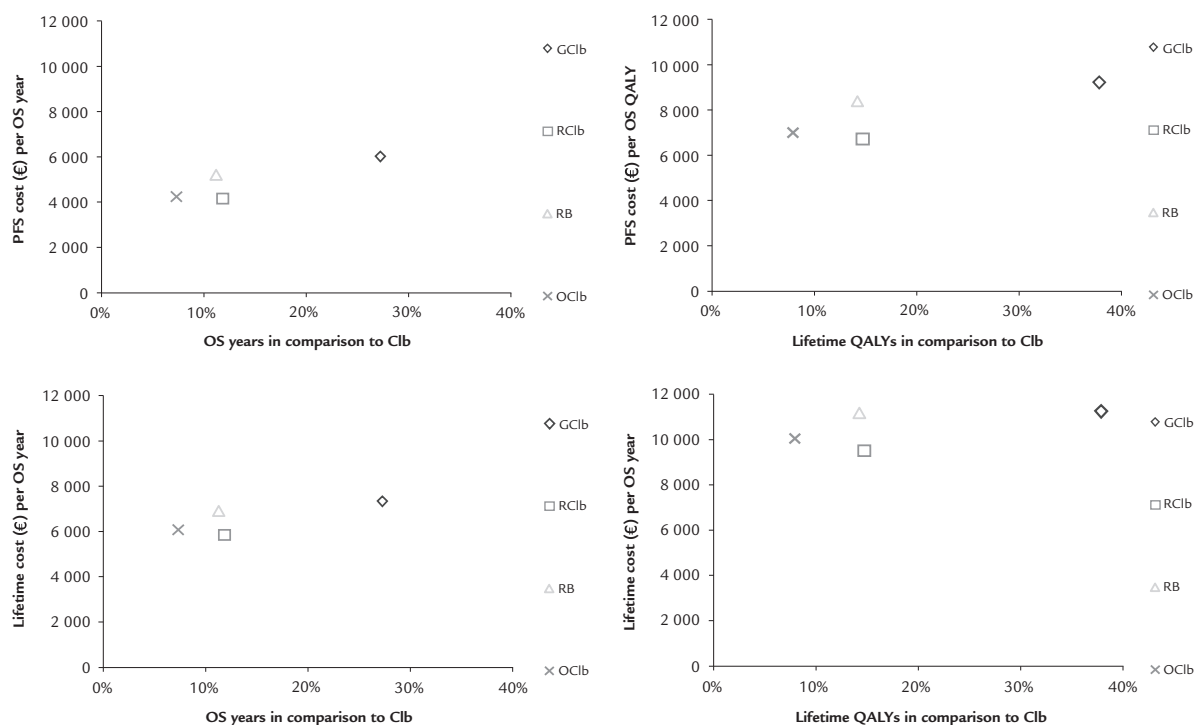 12 000
10 000
8 000
6 000
4 000
2 000
0
PFS cost (€) per OS year
0% 10% 20% 30% 40%
OS years in comparison to Clb
GClb
RClb
RB
OClb
12 000
10 000
8 000
6 000
4 000
2 000
0
PFS cost (€) per OS QALY
0% 10% 20% 30% 40%
Lifetime QALYs in comparison to Clb
GClb
RClb
RB
OClb
12 000
10 000
8 000
6 000
4 000
2 000
0
Lifetime cost (€) per OS year
0% 10% 20% 30% 40%
OS years in comparison to Clb
GClb
RClb
RB
OClb
12 000
10 000
8 000
6 000
4 000
2 000
0
Lifetime cost (€) per OS year
0% 10% 20% 30% 40%
Lifetime QALYs in comparison to Clb
GClb
RClb
RB
OClb